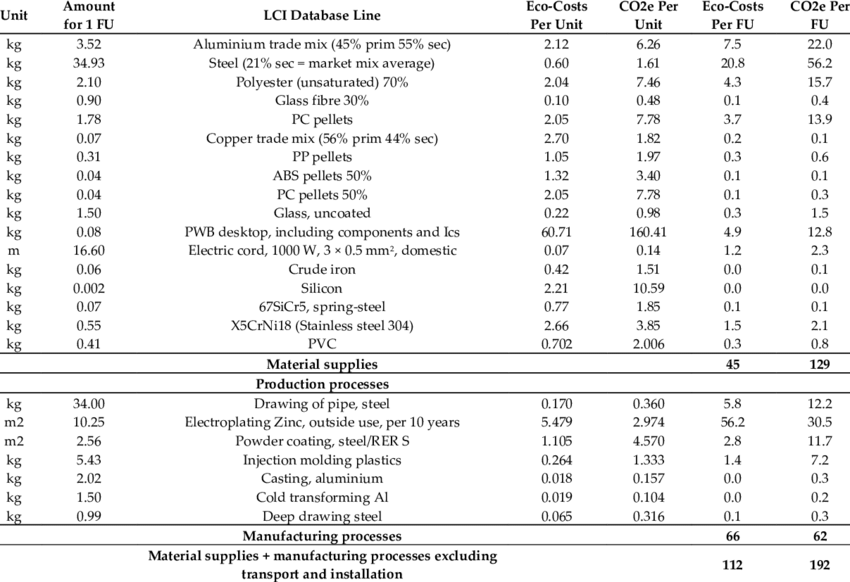 Unit Amount for 1 FU LCI Database Line Eco-Costs Per Unit CO2e Per Unit Eco-Costs Per FU CO2e Per FU
kg 3.52 Aluminium trade mix (45% prim 55% sec) 2.12 6.26 7.5 22.0
kg 34.93 Steel (21% sec = market mix average) 0.60 1.61 20.8 56.2
kg 2.10 Polyester (unsaturated) 70% 2.04 7.46 4.3 15.7
kg 0.90 Glass fibre 30% 0.10 0.48 0.1 0.4
kg 1.78 PC pellets 2.05 7.78 3.7 13.9
kg 0.07 Copper trade mix (56% prim 44% sec) 2.70 1.82 0.2 0.1
kg 0.31 PP pellets 1.05 1.97 0.3 0.6
kg 0.04 ABS pellets 50% 1.32 3.40 0.1 0.1
kg 0.04 PC pellets 50% 2.05 7.78 0.1 0.3
kg 1.50 Glass, uncoated 0.22 0.98 0.3 1.5
kg 0.08 PWB desktop, including components and Ics 60.71 160.41 4.9 12.8
m 16.60 Electric cord, 1000 W, 3 × 0.5 mm², domestic 0.07 0.14 1.2 2.3
kg 0.06 Crude iron 0.42 1.51 0.0 0.1
kg 0.002 Silicon 2.21 10.59 0.0 0.0
kg 0.07 67SiCr5, spring-steel 0.77 1.85 0.1 0.1
kg 0.55 X5CrNi18 (Stainless steel 304) 2.66 3.85 1.5 2.1
kg 0.41 PVC 0.702 2.006 0.3 0.8
Material supplies 45 129
Production processes
kg 34.00 Drawing of pipe, steel 0.170 0.360 5.8 12.2
m2 10.25 Electroplating Zinc, outside use, per 10 years 5.479 2.974 56.2 30.5
m2 2.56 Powder coating, steel/RER S 1.105 4.570 2.8 11.7
kg 5.43 Injection molding plastics 0.264 1.333 1.4 7.2
kg 2.02 Casting, aluminium 0.018 0.157 0.0 0.3
kg 1.50 Cold transforming Al 0.019 0.104 0.0 0.2
kg 0.99 Deep drawing steel 0.065 0.316 0.1 0.3
Manufacturing processes 66 62
Material supplies + manufacturing processes excluding transport and installation 112 192